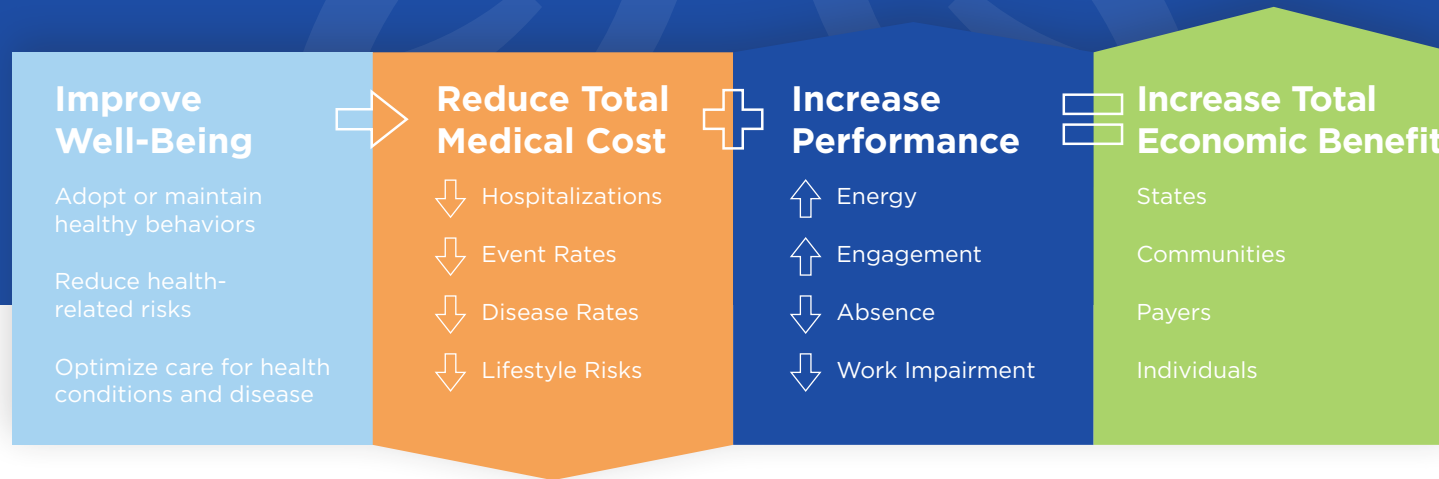 Improve
Well-Being
Adopt or maintain
healthy behaviors
Reduce health-
related risks
Optimize care for health
conditions and disease
Reduce Total
Medical Cost
Hospitalizations
Event Rates
Disease Rates
Lifestyle Risks
Increase
Performance
Energy
Engagement
Absence
Work Impairment
Increase Total
Economic Benefit
States
Communities
Payers
Individuals